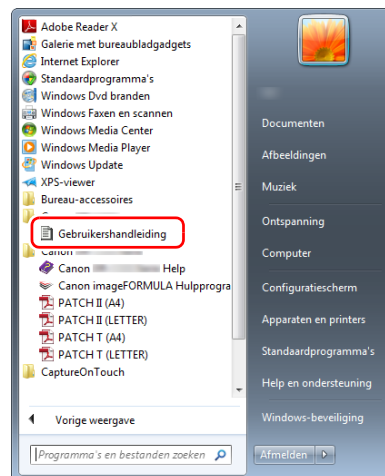 Adobe Reader X
Galerie met bureaubladgadgets
Internet Explorer
Standaardprogramma's
Windows Dvd branden
Windows Faxen en scannen
Windows Media Center
Windows Media Player
Windows Update
XPS-viewer
Bureau-accessoires
Gebruikershandleiding
Canon
Canon Help
Canon imageFORMULA Hulpprogra
PATCH II (A4)
PATCH II (LETTER)
PATCH T (A4)
PATCH T (LETTER)
CaptureOnTouch
Vorige weergave
Programma's en bestanden zoeken
Documenten
Afbeeldingen
Muziek
Ontspanning
Computer
Configuratiescherm
Apparaten en printers
Standaardprogramma's
Help en ondersteuning
Windows-beveiliging
Afmelden